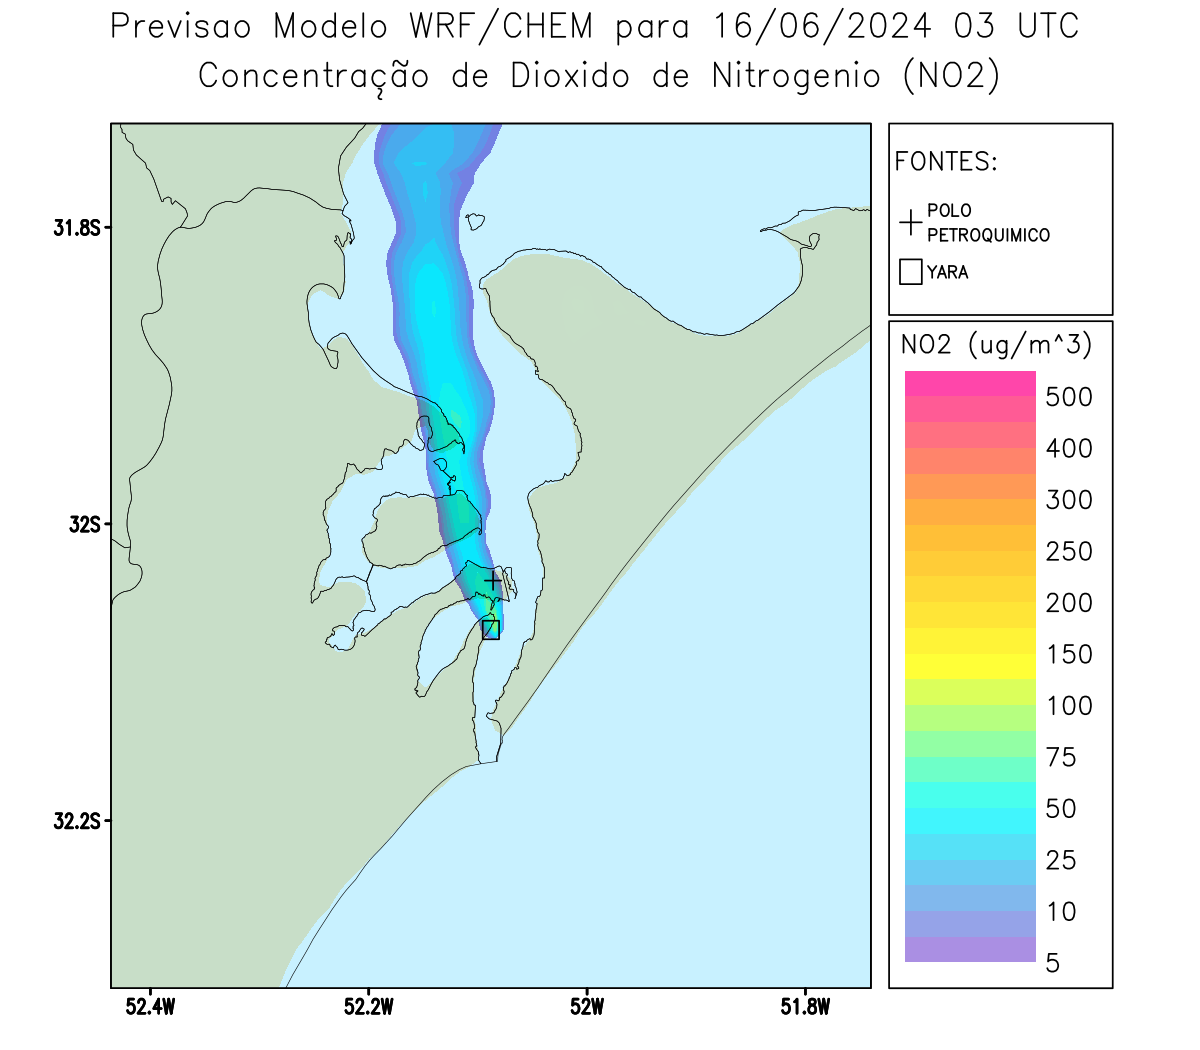 Previsao Modelo WRF/CHEM para 16/06/2024 03 UTC
Concentração de Dioxido de Nitrogenio (NO2)
FONTES:
POLO
PETROQUIMICO
YARA
31.8S
32S
32.2S
52.4W
52.2W
52W
51.8W
NO2 (ug/m^3)
500
400
300
250
200
150
100
75
50
25
10
5